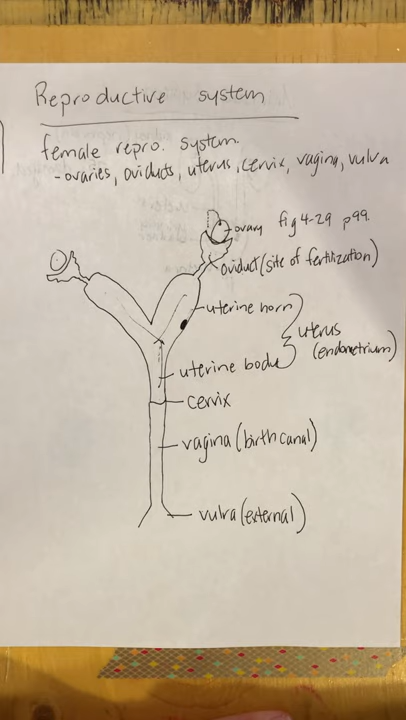 Reproductive system
female repro. system.
- ovaries, oviducts, uterus, cervix, vagina, vulva
ovary fig 4-29 p99.
oviduct (site of fertilization)
uterine horn
uterus
(endometrium)
uterine body
cervix
vagina (birth canal)
vulva (external)